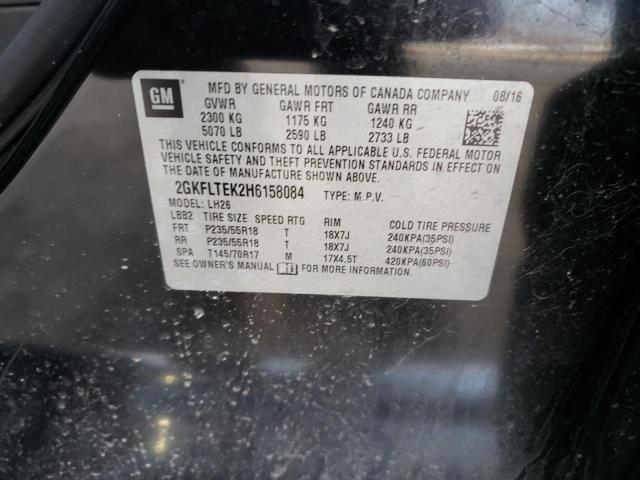 GM
MFD BY GENERAL MOTORS OF CANADA COMPANY 08/16
GVWR GAWR FRT GAWR RR
2300 KG 1175 KG 1240 KG
5070 LB 2590 LB 2733 LB
THIS VEHICLE CONFORMS TO ALL APPLICABLE U.S. FEDERAL MOTOR
VEHICLE SAFETY AND THEFT PREVENTION STANDARDS IN EFFECT ON
THE DATE OF MANUFACTURE SHOWN ABOVE.
2GKFLTEK2H6158084 TYPE: M.P.V.
MODEL: LH26
LBB2 TIRE SIZE SPEED RTG RIM COLD TIRE PRESSURE
FRT P235/55R18 T 18X7J 240KPA(35PSI)
RR P235/55R18 T 18X7J 240KPA(35PSI)
SPA T145/70R17 M 17X4.5T 420KPA(60PSI)
SEE OWNER'S MANUAL FOR MORE INFORMATION.